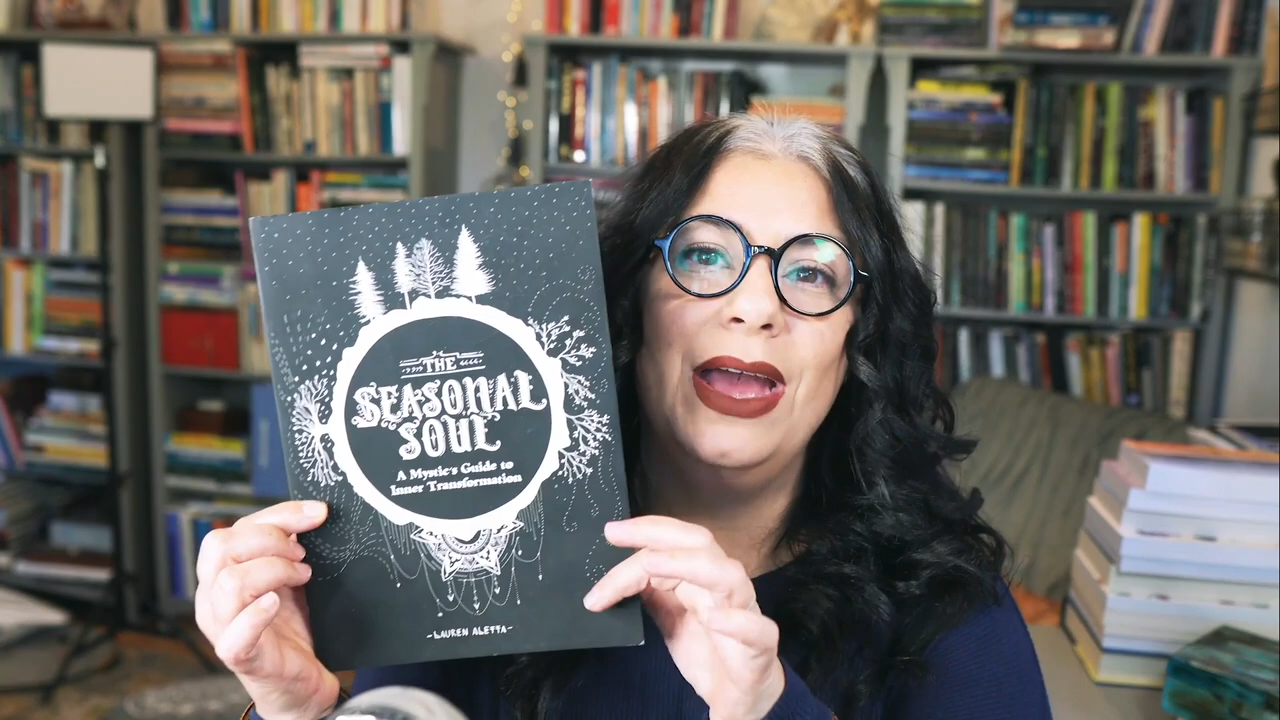 THE
SEASONAL
SOUL
A Mystic's Guide to
Inner Transformation
-LAUREN ALETTA-